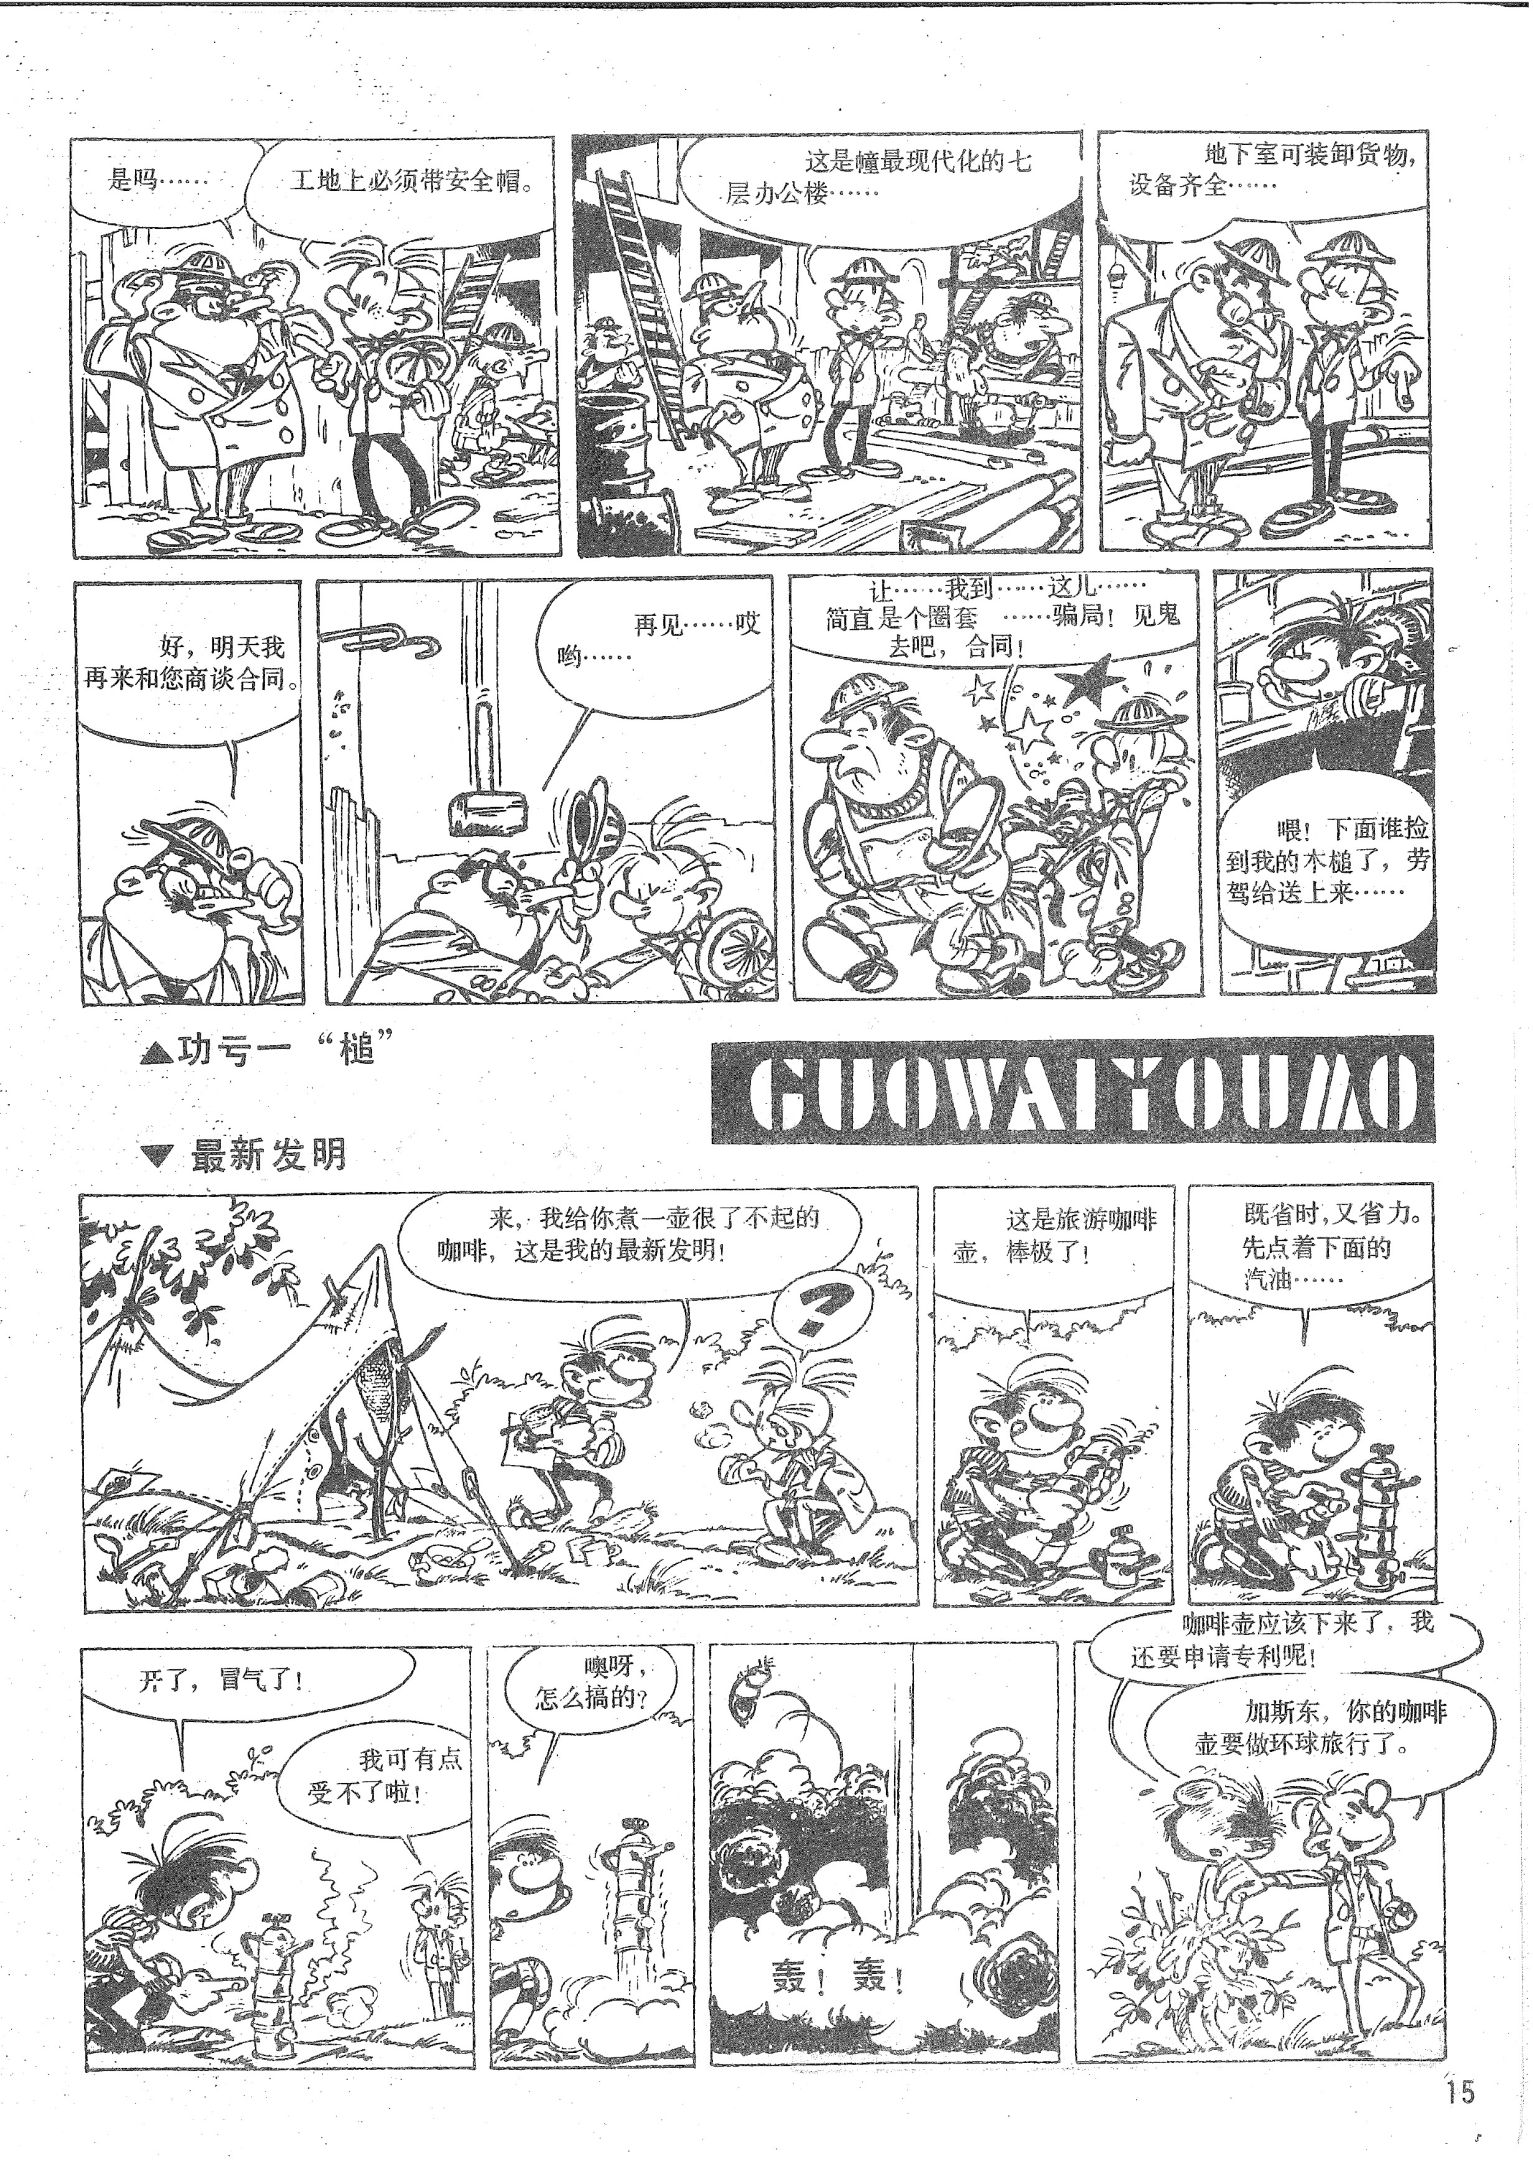 是吗……
工地上必须带安全帽。
这是幢最现代化的七
层办公楼……
地下室可装卸货物，
设备齐全……
好，明天我
再来和您商谈合同。
再见……哎
哟……
让……我到……这儿……
简直是个圈套 ……骗局！见鬼
去吧，合同！
喂！下面谁捡
到我的木槌了，劳
驾给送上来……
▲功亏一“槌”
GUOWAIYOUMO
▼ 最新发明
来，我给你煮一壶很了不起的
咖啡，这是我的最新发明！
?
这是旅游咖啡
壶，棒极了！
既省时，又省力。
先点着下面的
汽油……
开了，冒气了！
我可有点
受不了啦！
噢呀，
怎么搞的？
轰！轰！
咖啡壶应该下来了，我
还要申请专利呢！
加斯东，你的咖啡
壶要做环球旅行了。
15